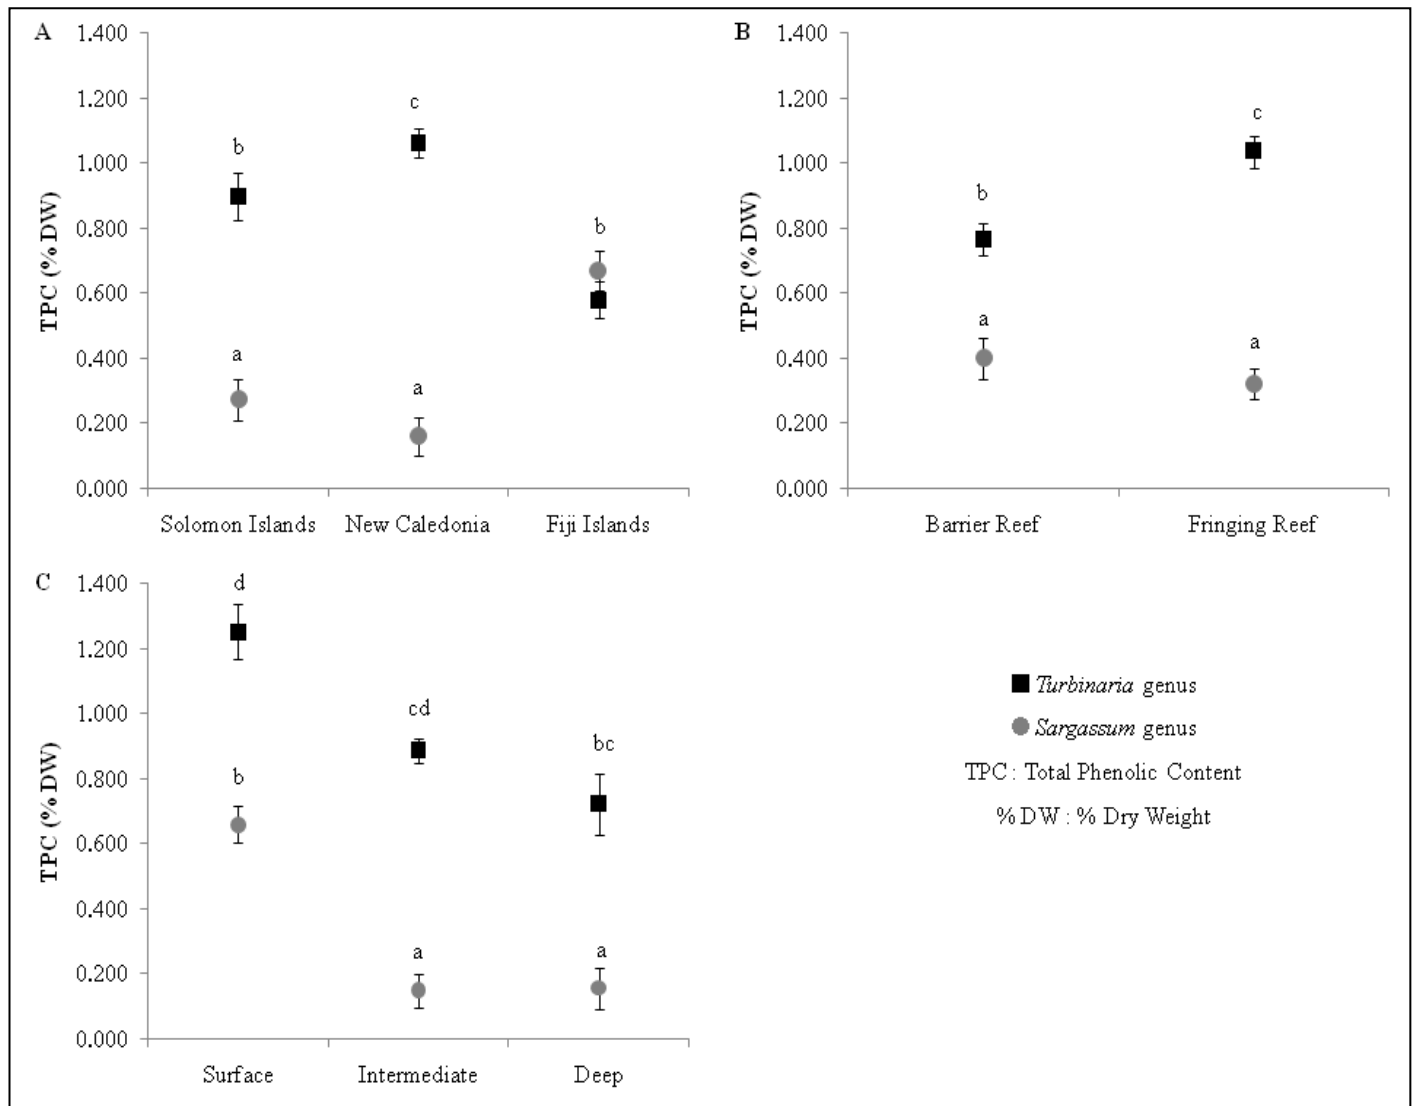 A
1.400
1.200
1.000
0.800
0.600
0.400
0.200
0.000
TPC (% DW)
b
c
b
a
a
Solomon Islands New Caledonia Fiji Islands
B
1.400
1.200
1.000
0.800
0.600
0.400
0.200
0.000
TPC (% DW)
b
c
a
a
Barrier Reef Fringing Reef
C
1.400
1.200
1.000
0.800
0.600
0.400
0.200
0.000
TPC (% DW)
d
cd
bc
b
a
a
Surface Intermediate Deep
Turbinaria genus
Sargassum genus
TPC : Total Phenolic Content
% DW : % Dry Weight